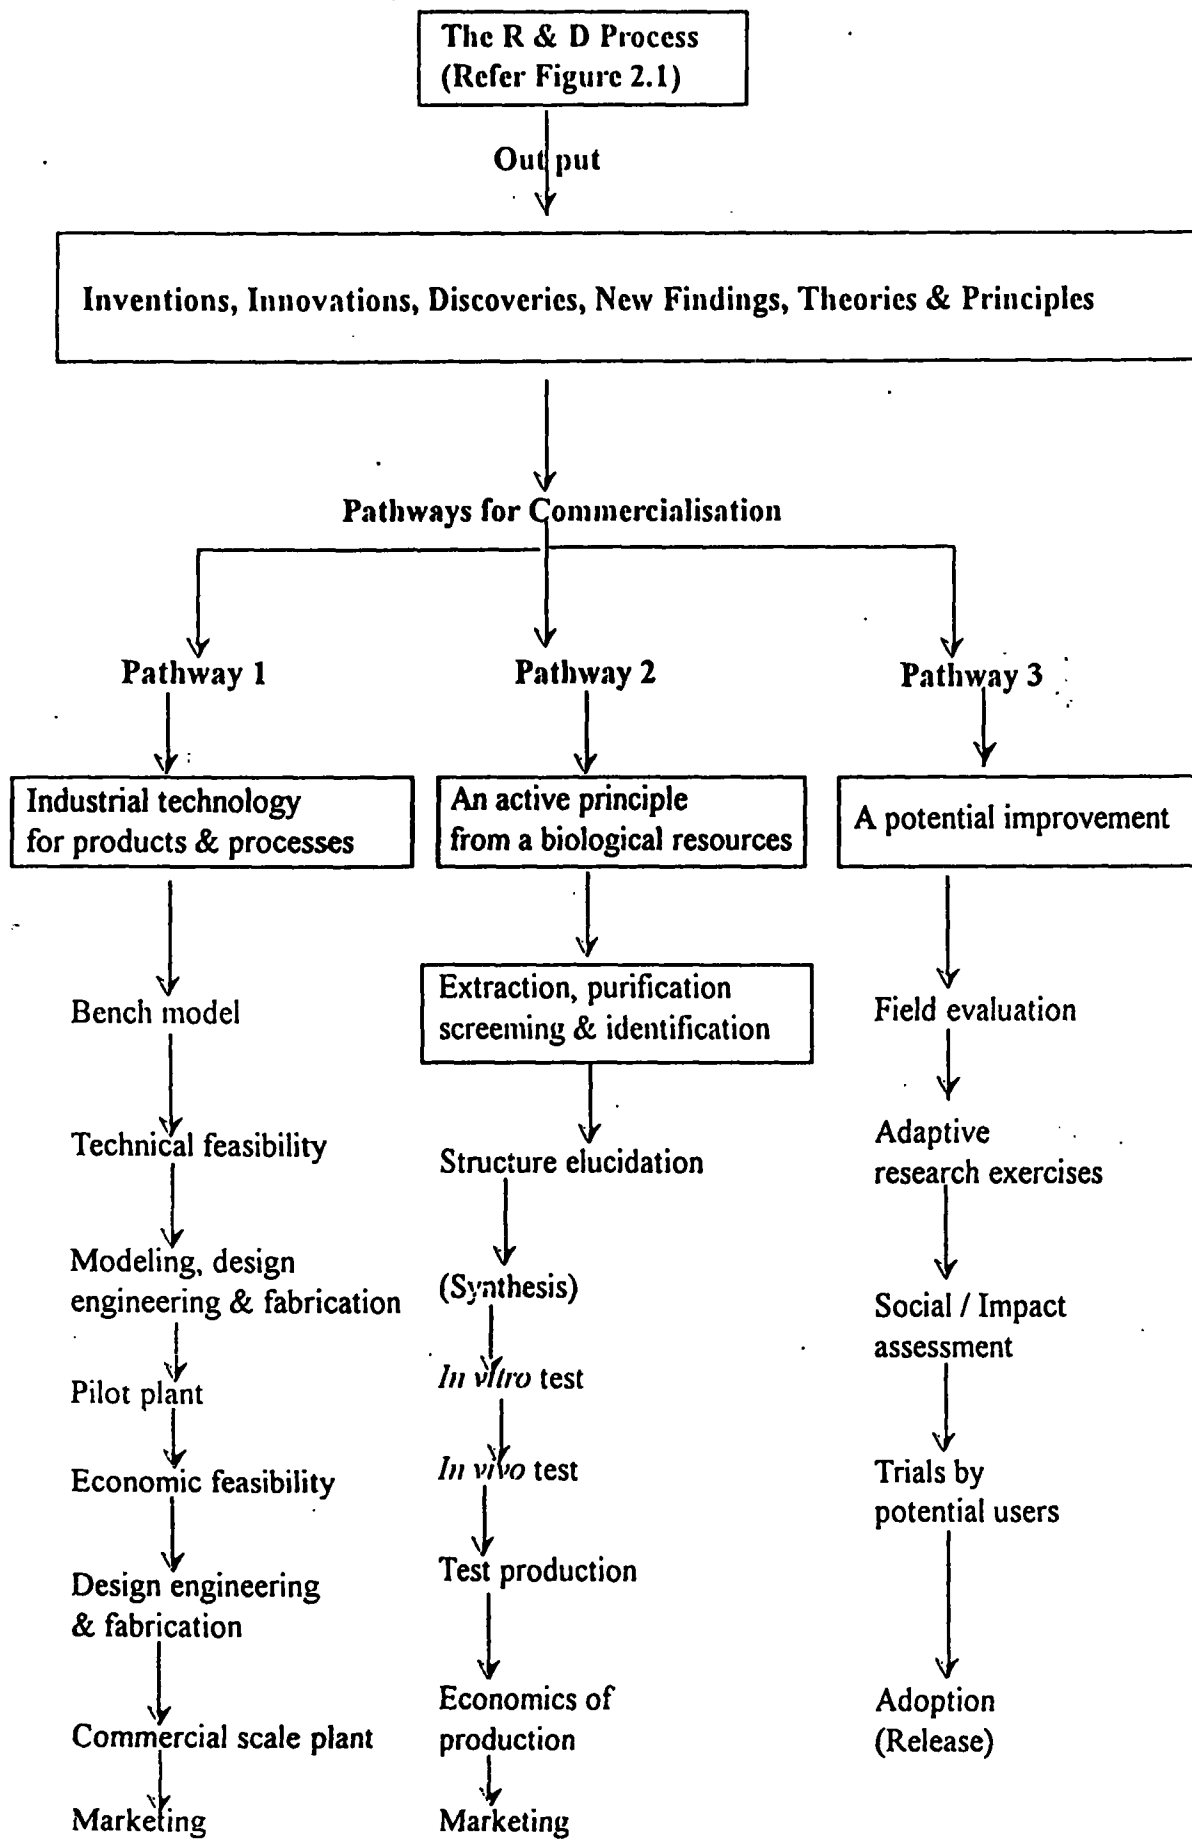 The R & D Process
(Refer Figure 2.1)
Out put
Inventions, Innovations, Discoveries, New Findings, Theories & Principles
Pathways for Commercialisation
Pathway 1
Industrial technology
for products & processes
Bench model
Technical feasibility
Modeling, design
engineering & fabrication
Pilot plant
Economic feasibility
Design engineering
& fabrication
Commercial scale plant
Marketing
Pathway 2
An active principle
from a biological resources
Extraction, purification
screeming & identification
Structure elucidation
(Synthesis)
In vitro test
In vivo test
Test production
Economics of
production
Marketing
Pathway 3
A potential improvement
Field evaluation
Adaptive
research exercises
Social / Impact
assessment
Trials by
potential users
Adoption
(Release)